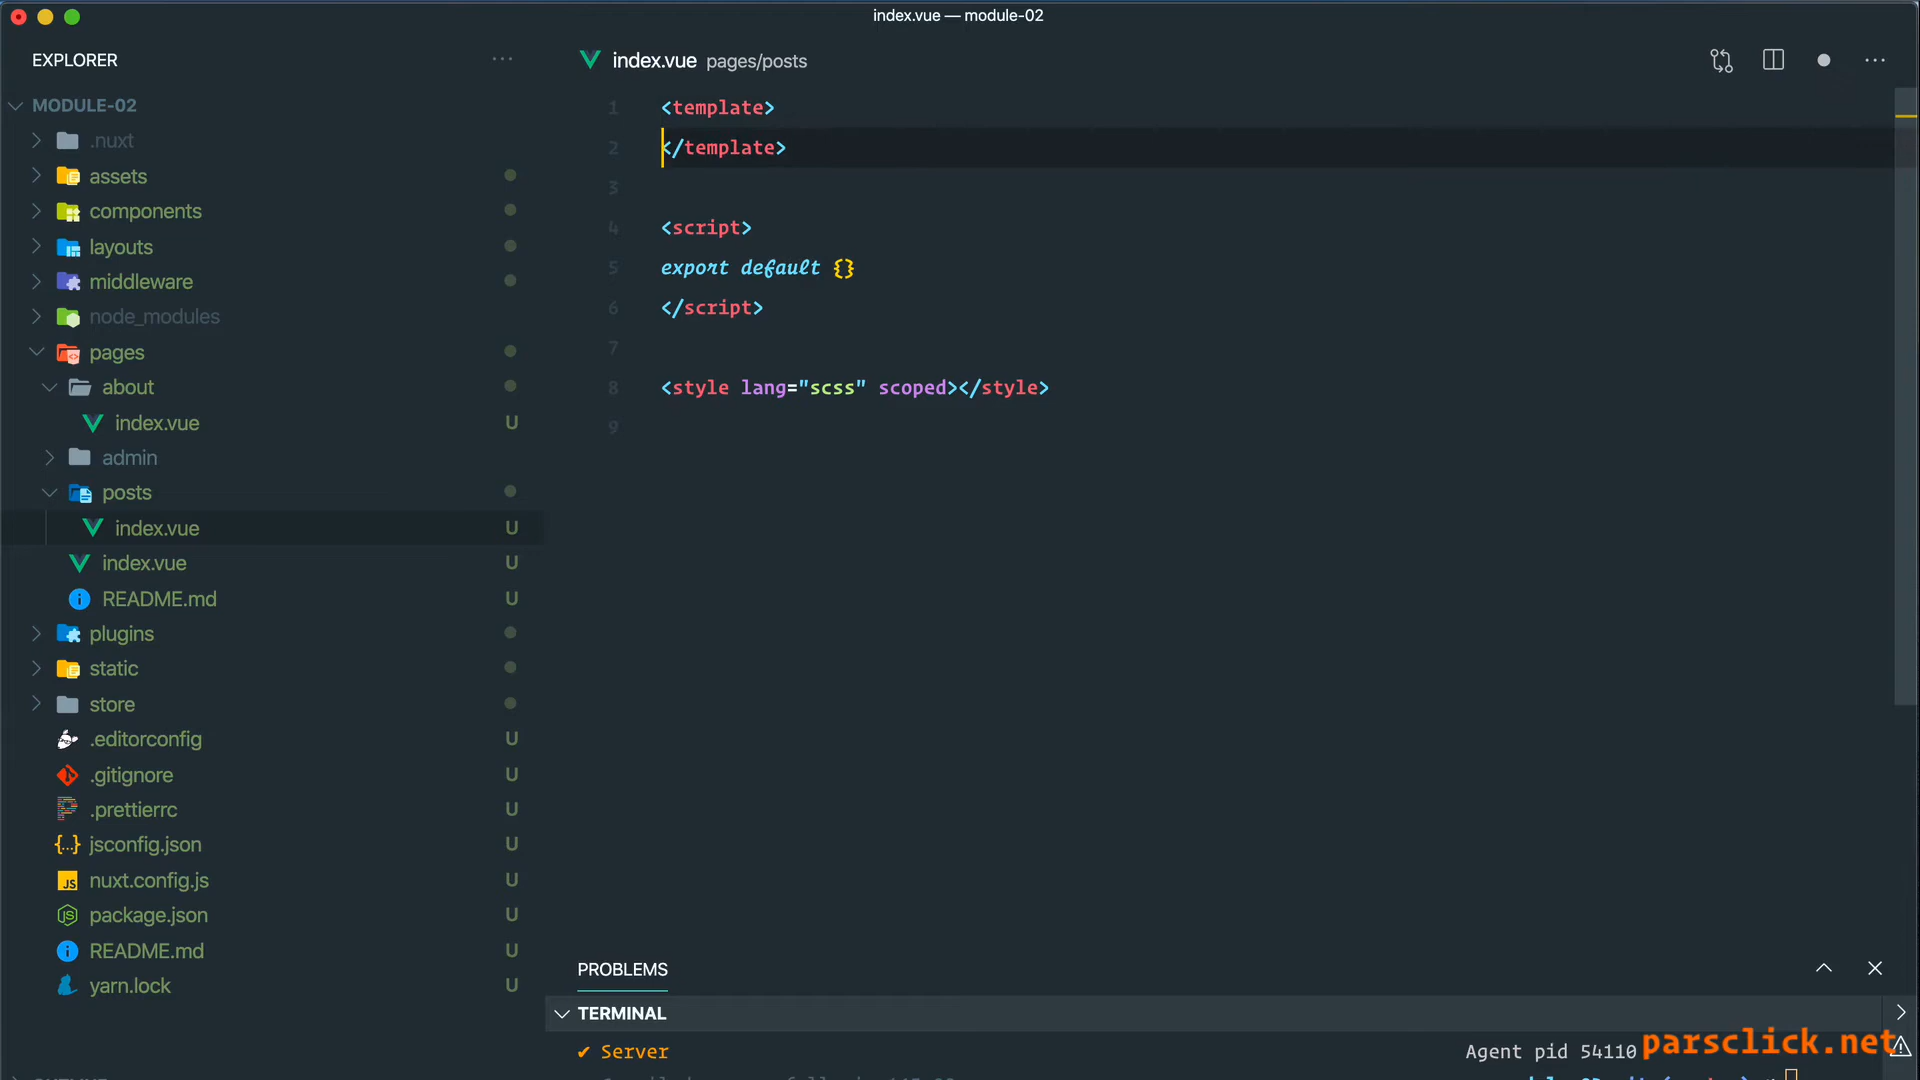 index.vue — module-02
EXPLORER
MODULE-02
.nuxt
assets
components
layouts
middleware
node_modules
pages
about
index.vue U
admin
posts
index.vue U
index.vue U
README.md U
plugins
static
store
.editorconfig U
.gitignore U
.prettierrc U
jsconfig.json U
nuxt.config.js U
package.json U
README.md U
yarn.lock U
index.vue pages/posts
1 <template>
2 </template>
3
4 <script>
5 export default {}
6 </script>
7
8 <style lang="scss" scoped></style>
9
PROBLEMS
TERMINAL
✔ Server
Agent pid 54110
parsclick.net